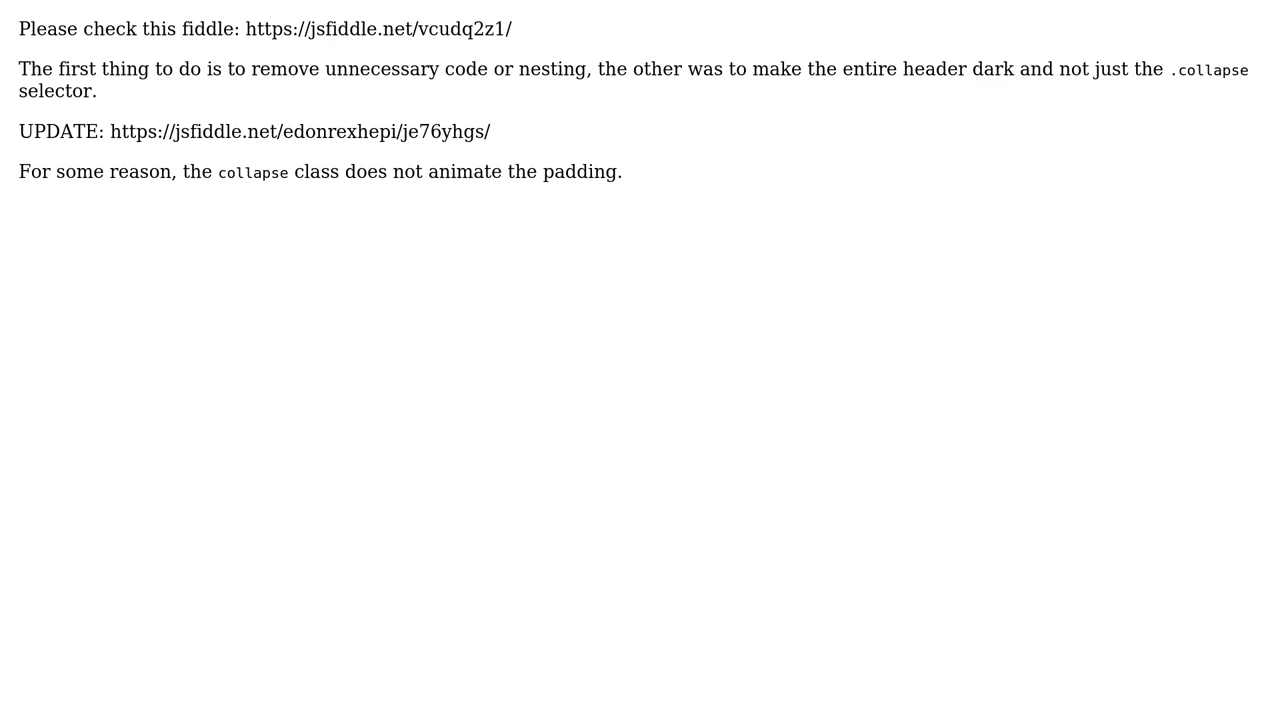 Please check this fiddle: https://jsfiddle.net/vcudq2z1/
The first thing to do is to remove unnecessary code or nesting, the other was to make the entire header dark and not just the .collapse
selector.
UPDATE: https://jsfiddle.net/edonrexhepi/je76yhgs/
For some reason, the collapse class does not animate the padding.